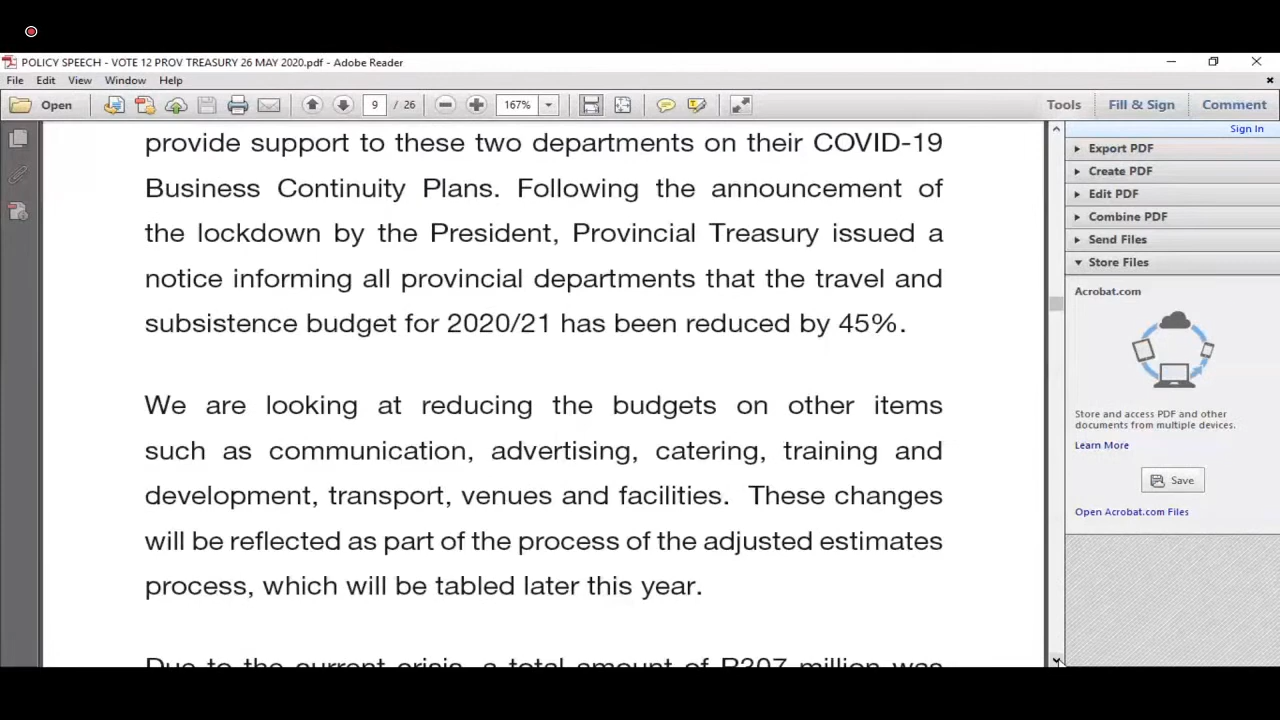 POLICY SPEECH - VOTE 12 PROV TREASURY 26 MAY 2020.pdf - Adobe Reader
File Edit View Window Help
Open 9 / 26 167% Tools Fill & Sign Comment
Sign In
provide support to these two departments on their COVID-19
Business Continuity Plans. Following the announcement of
the lockdown by the President, Provincial Treasury issued a
notice informing all provincial departments that the travel and
subsistence budget for 2020/21 has been reduced by 45%.
We are looking at reducing the budgets on other items
such as communication, advertising, catering, training and
development, transport, venues and facilities. These changes
will be reflected as part of the process of the adjusted estimates
process, which will be tabled later this year.
Due to the current crisis, a total amount of R307 million was
Export PDF
Create PDF
Edit PDF
Combine PDF
Send Files
Store Files
Acrobat.com
Store and access PDF and other
documents from multiple devices.
Learn More
Save
Open Acrobat.com Files